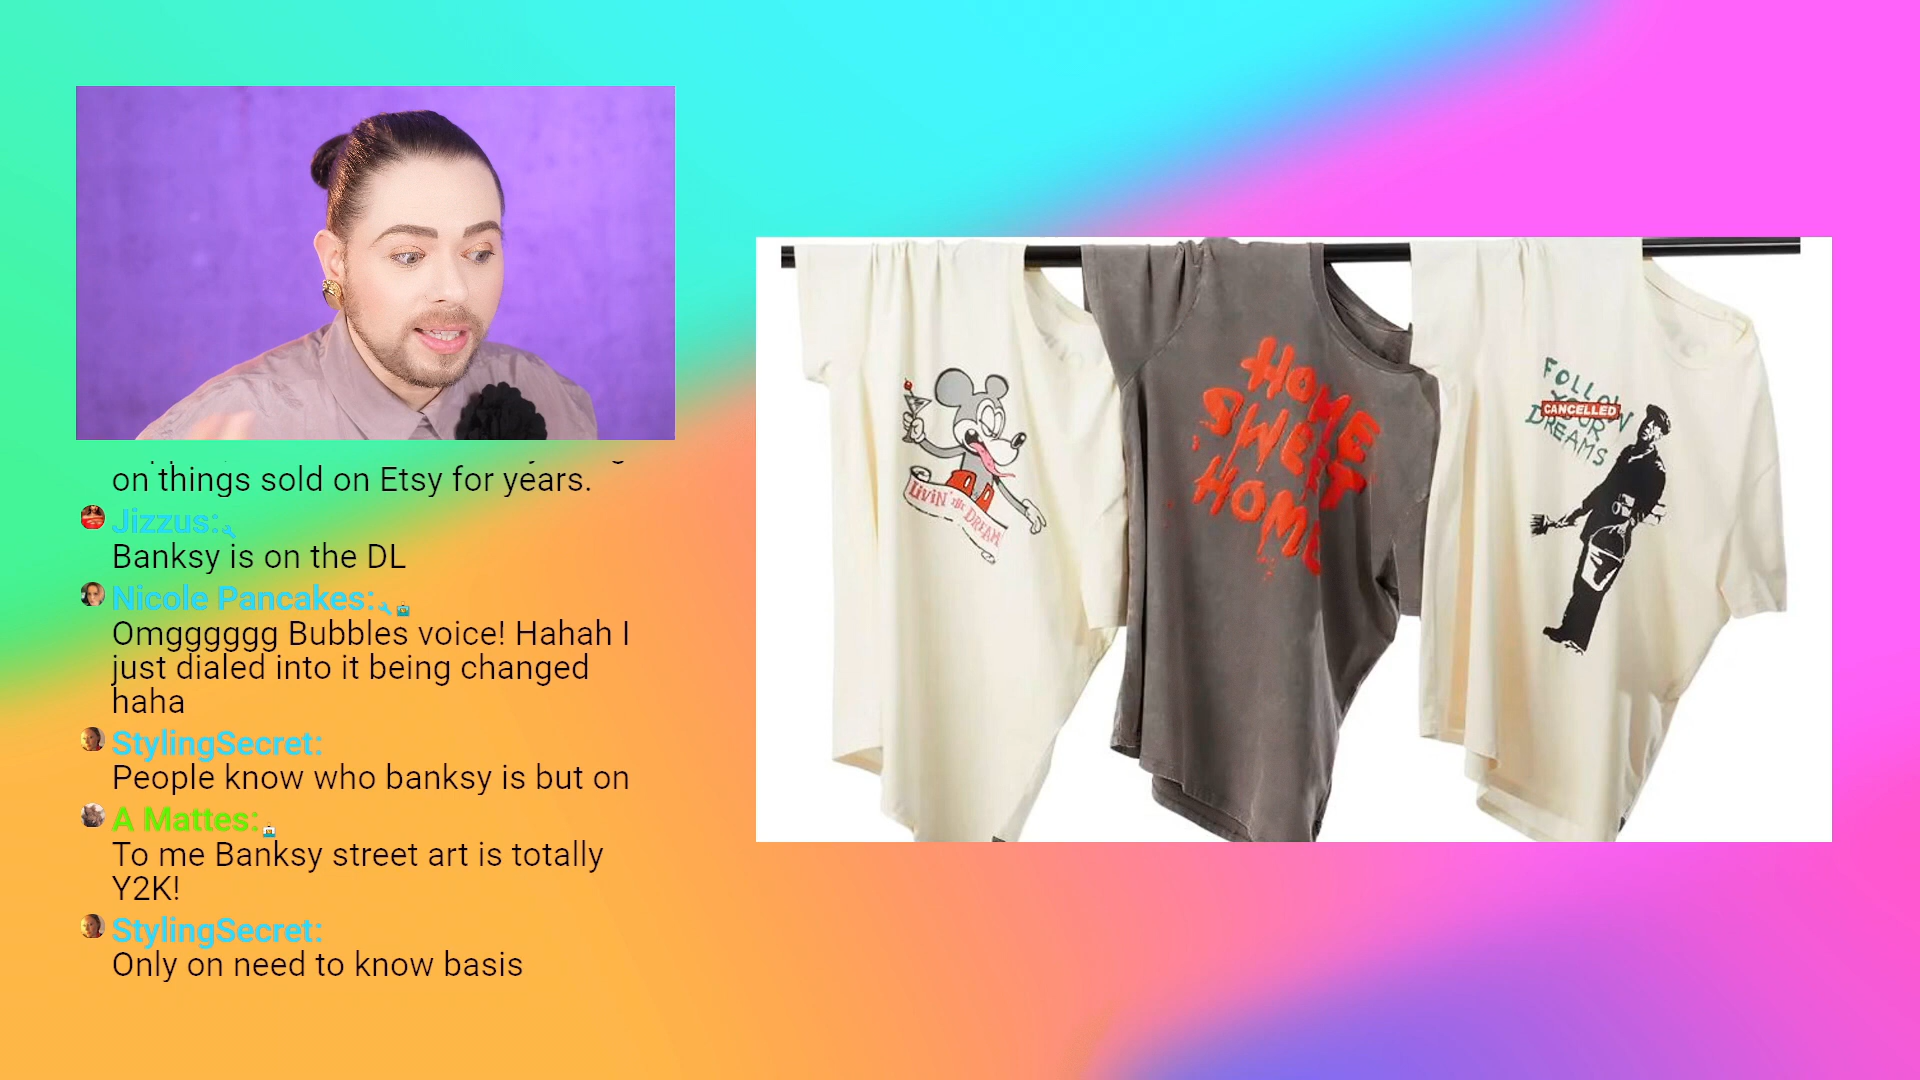 on things sold on Etsy for years.
Jizzus:
Banksy is on the DL
Nicole Pancakes:
Omgggggg Bubbles voice! Hahah I
just dialed into it being changed
haha
StylingSecret:
People know who banksy is but on
A Mattes:
To me Banksy street art is totally
Y2K!
StylingSecret:
Only on need to know basis
LIVIN' THE DREAM
HOME
SWEET
HOME
FOLLOW
YOUR
CANCELLED
DREAMS